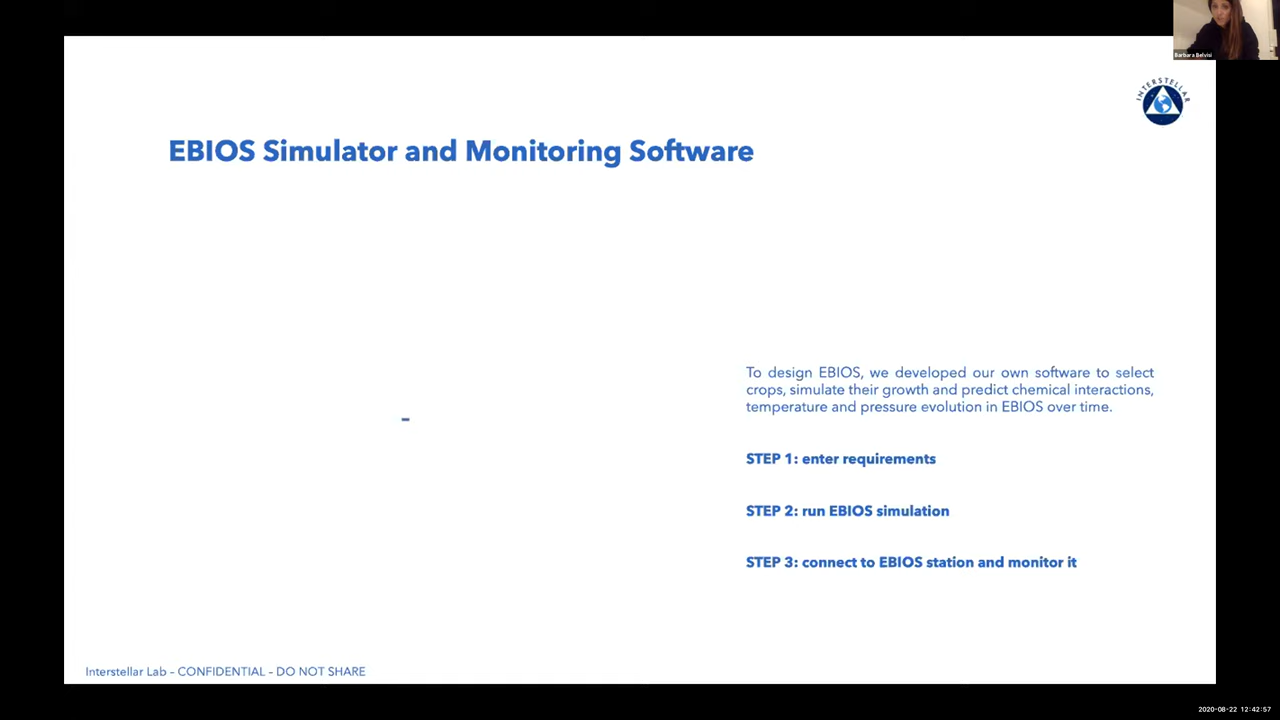 Barbara Belvisi
INTERSTELLAR
EBIOS Simulator and Monitoring Software
To design EBIOS, we developed our own software to select
crops, simulate their growth and predict chemical interactions,
temperature and pressure evolution in EBIOS over time.
-
STEP 1: enter requirements
STEP 2: run EBIOS simulation
STEP 3: connect to EBIOS station and monitor it
Interstellar Lab – CONFIDENTIAL – DO NOT SHARE
2020-08-22 12:42:57